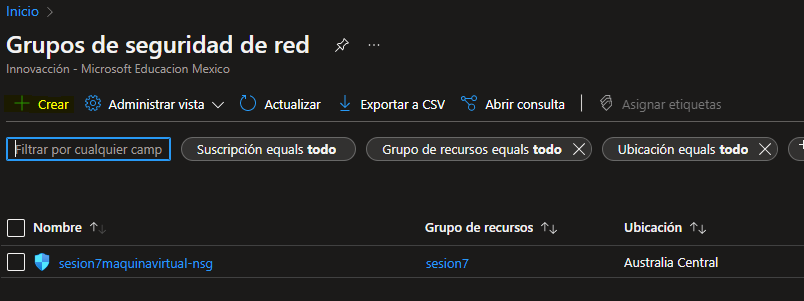 Inicio >
Grupos de seguridad de red
Innovacción - Microsoft Educacion Mexico
+ Crear Administrar vista Actualizar Exportar a CSV Abrir consulta Asignar etiquetas
Filtrar por cualquier camp Suscripción equals todo Grupo de recursos equals todo Ubicación equals todo
Nombre Grupo de recursos Ubicación
sesion7maquinavirtual-nsg sesion7 Australia Central